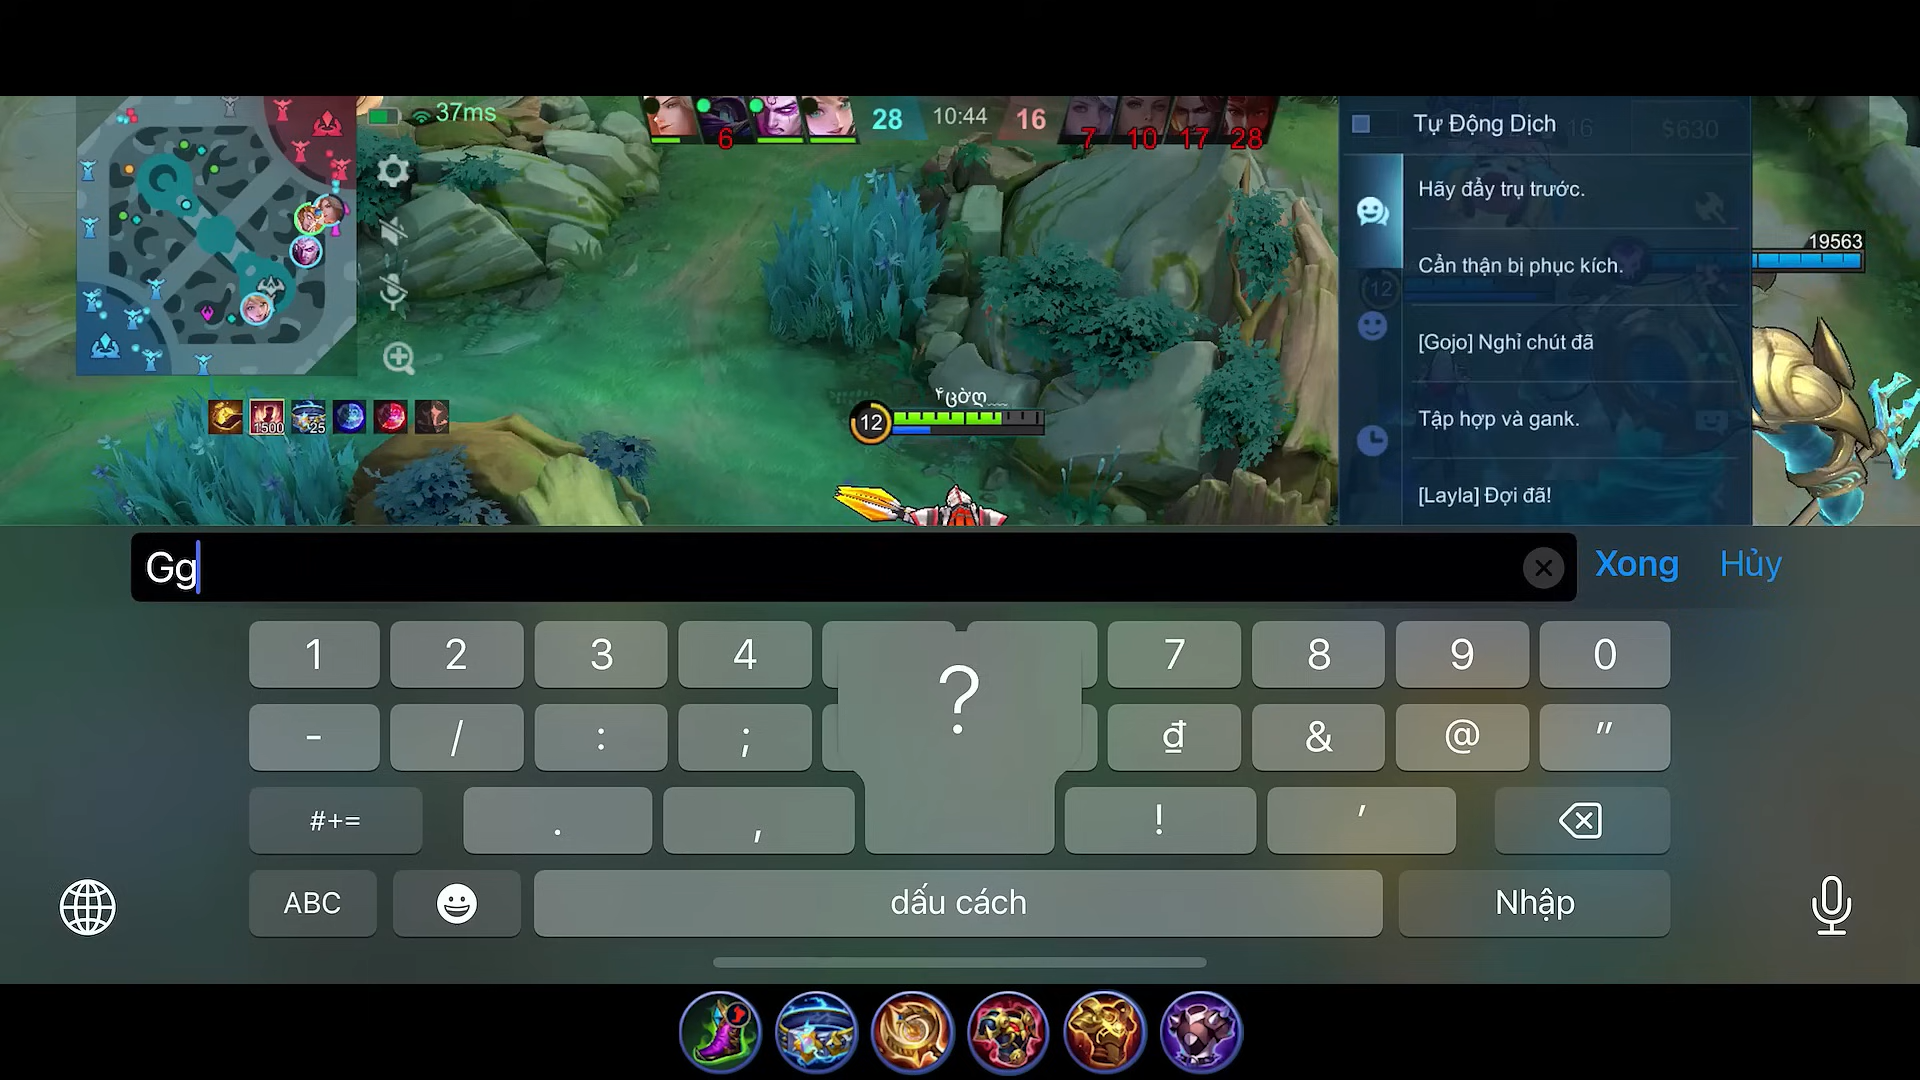 37ms
28
10:44
16
6
7
10
17
28
Tự Động Dịch
16
$630
Hãy đẩy trụ trước.
Cẩn thận bị phục kích.
[Gojo] Nghỉ chút đã
Tập hợp và gank.
[Layla] Đợi đã!
12
19563
1500
25
12
Gg
Xong
Hủy
1
2
3
4
7
8
9
0
-
/
:
;
?
₫
&
@
"
#+=
.
,
!
'
ABC
dấu cách
Nhập